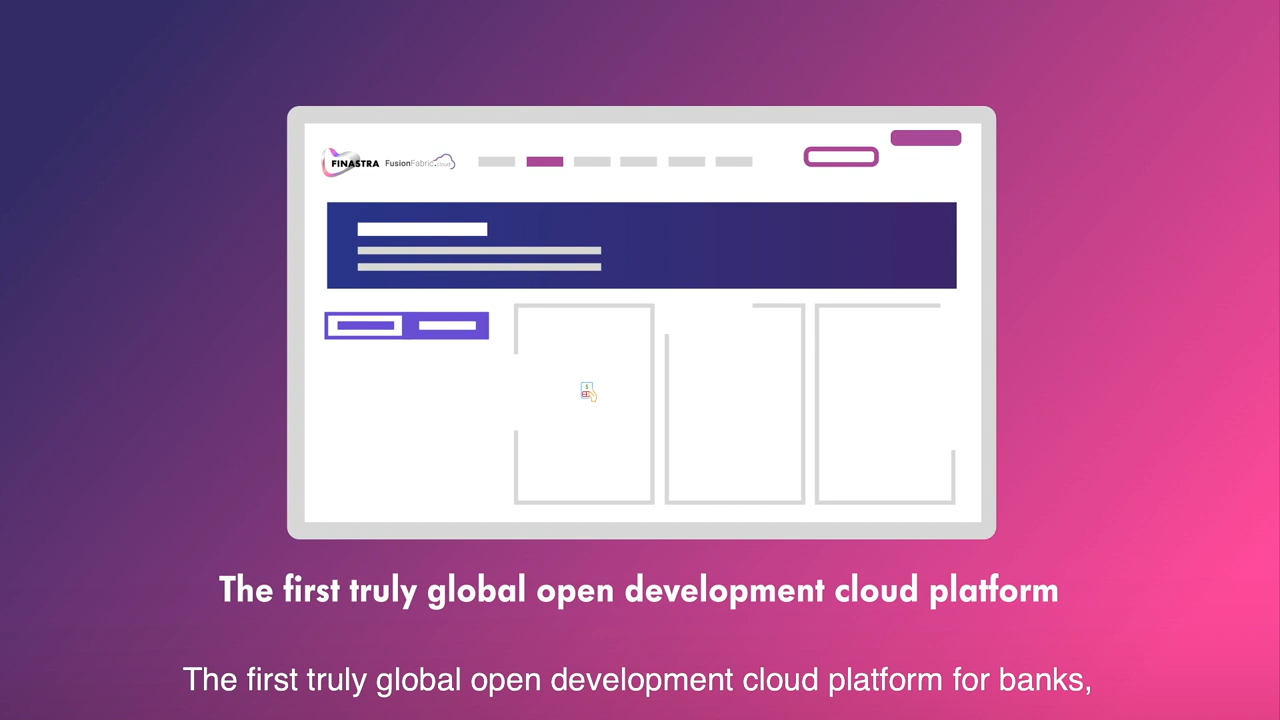 FINASTRA FusionFabric.cloud
$
The first truly global open development cloud platform
The first truly global open development cloud platform for banks,